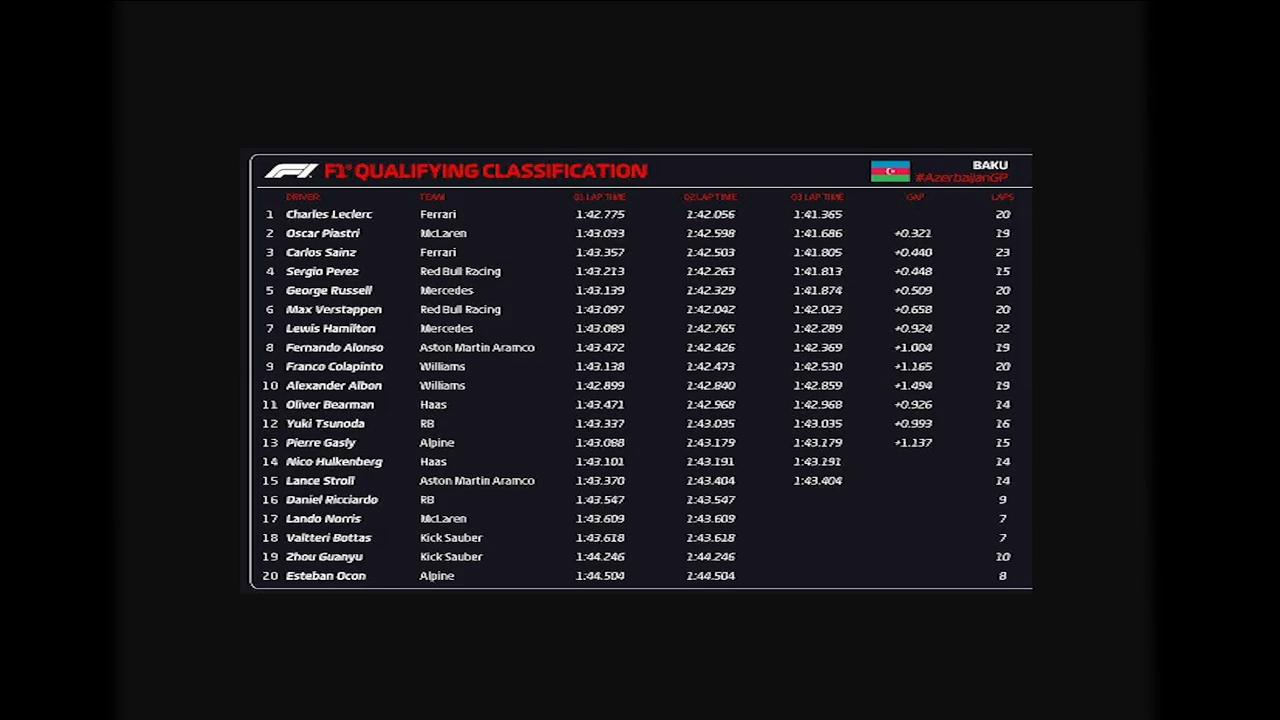 F1 F1® QUALIFYING CLASSIFICATION BAKU
#AzerbaijanGP
DRIVER TEAM Q1 LAP TIME Q2 LAP TIME Q3 LAP TIME GAP LAPS
1 Charles Leclerc Ferrari 1:42.775 1:42.056 1:41.365 20
2 Oscar Piastri McLaren 1:43.033 1:42.598 1:41.686 +0.321 19
3 Carlos Sainz Ferrari 1:43.357 1:42.503 1:41.805 +0.440 23
4 Sergio Perez Red Bull Racing 1:43.213 1:42.263 1:41.813 +0.448 15
5 George Russell Mercedes 1:43.139 1:42.329 1:41.874 +0.509 20
6 Max Verstappen Red Bull Racing 1:43.097 1:42.042 1:42.023 +0.658 20
7 Lewis Hamilton Mercedes 1:43.089 1:42.765 1:42.289 +0.924 22
8 Fernando Alonso Aston Martin Aramco 1:43.472 1:42.426 1:42.369 +1.004 19
9 Franco Colapinto Williams 1:43.138 1:42.473 1:42.530 +1.165 20
10 Alexander Albon Williams 1:42.899 1:42.840 1:42.859 +1.494 19
11 Oliver Bearman Haas 1:43.471 1:42.968 1:42.968 +0.926 14
12 Yuki Tsunoda RB 1:43.337 1:43.035 1:43.035 +0.993 16
13 Pierre Gasly Alpine 1:43.088 1:43.179 1:43.179 +1.137 15
14 Nico Hulkenberg Haas 1:43.101 1:43.191 1:43.191 14
15 Lance Stroll Aston Martin Aramco 1:43.370 1:43.404 1:43.404 14
16 Daniel Ricciardo RB 1:43.547 1:43.547 9
17 Lando Norris McLaren 1:43.609 1:43.609 7
18 Valtteri Bottas Kick Sauber 1:43.618 1:43.618 7
19 Zhou Guanyu Kick Sauber 1:44.246 1:44.246 10
20 Esteban Ocon Alpine 1:44.504 1:44.504 8